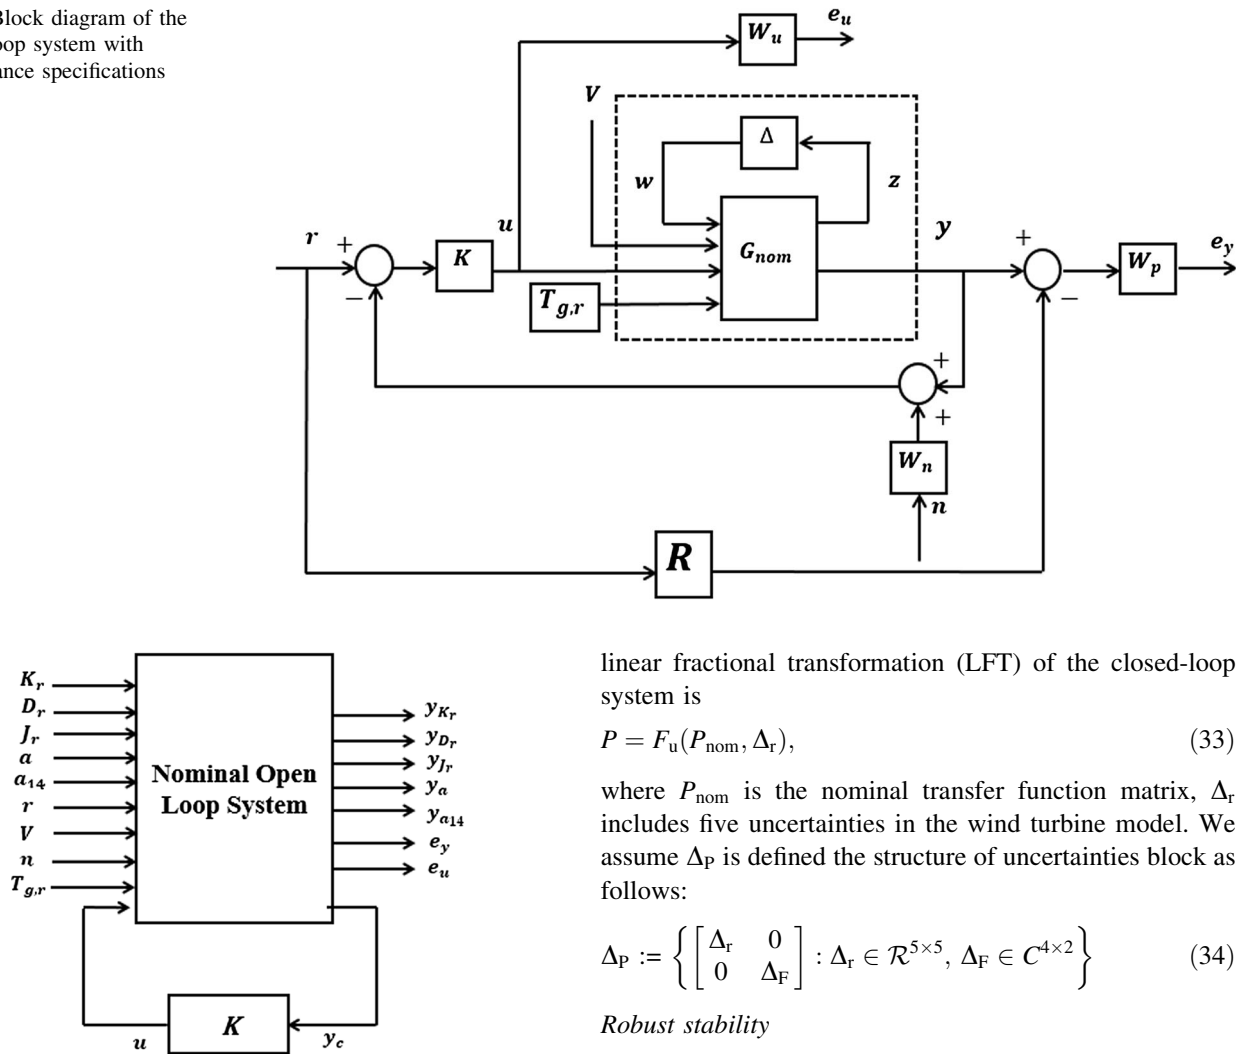 Block diagram of the
oop system with
ance specifications
W_u
e_u
V
Δ
w
z
r
+
−
K
u
G_nom
T_g,r
y
+
−
W_p
e_y
+
+
W_n
n
R
K_r
D_r
J_r
a
a_14
r
V
n
T_g,r
Nominal Open
Loop System
y_K_r
y_D_r
y_J_r
y_a
y_a_14
e_y
e_u
K
u
y_c
linear fractional transformation (LFT) of the closed-loop
system is
P = F_u(P_nom, Δ_r), (33)
where P_nom is the nominal transfer function matrix, Δ_r
includes five uncertainties in the wind turbine model. We
assume Δ_P is defined the structure of uncertainties block as
follows:
Δ_P := { [ Δ_r 0
0 Δ_F ] : Δ_r ∈ ℛ^5×5, Δ_F ∈ C^4×2 } (34)
Robust stability